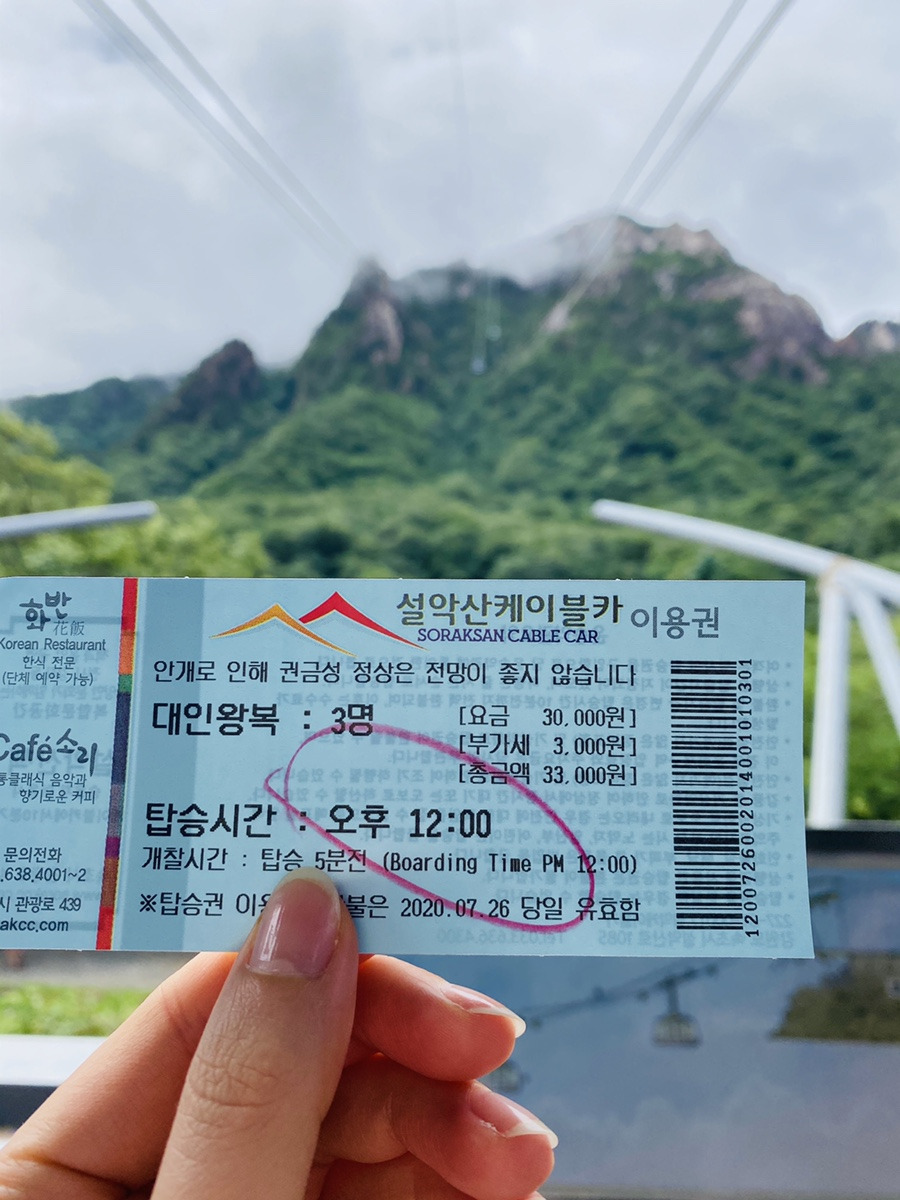 화반
花飯
Korean Restaurant
한식 전문
(단체 예약 가능)
Café소리
통클래식 음악과
향기로운 커피
문의전화
.638.4001~2
시 관광로 439
akcc.com
설악산케이블카 이용권
SORAKSAN CABLE CAR
안개로 인해 권금성 정상은 전망이 좋지 않습니다
대인왕복 : 3명
[요금 30,000원]
[부가세 3,000원]
[총금액 33,000원]
탑승시간 : 오후 12:00
개찰시간 : 탑승 5분전 (Boarding Time PM 12:00)
※탑승권 2020.07.26 당일 유효함
12007260002014001010301